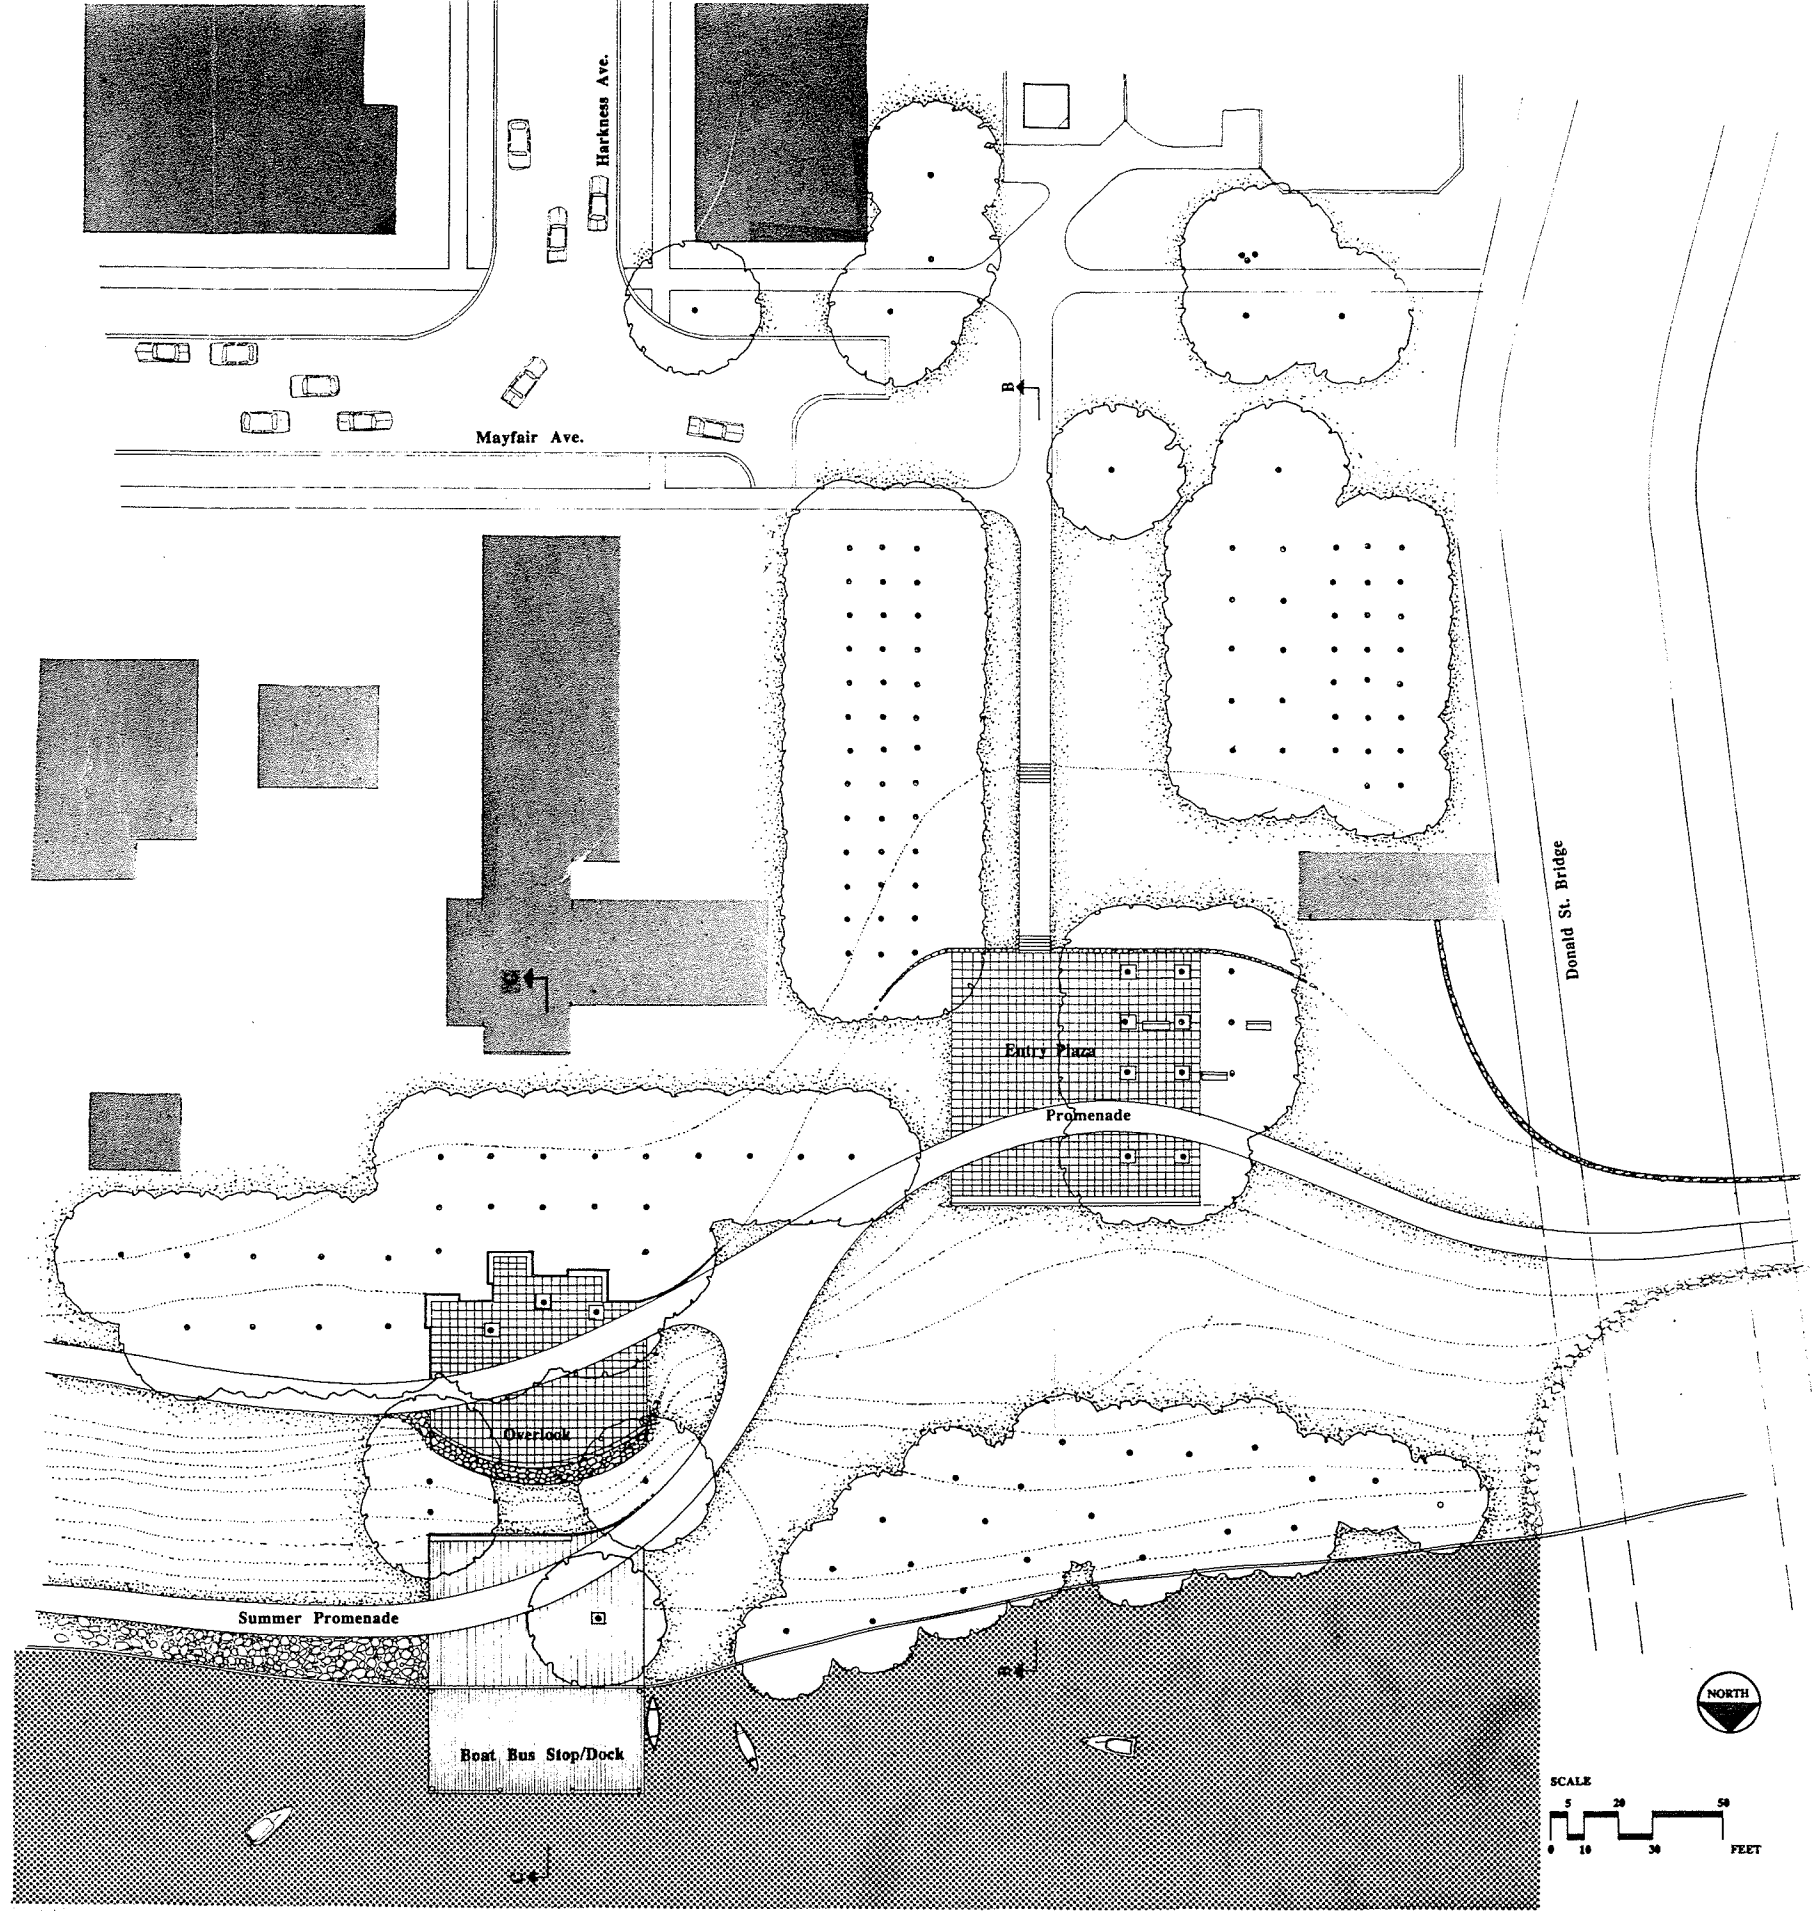 Harkness Ave.
B
Mayfair Ave.
Donald St. Bridge
Entry Plaza
Promenade
Overlook
Summer Promenade
B
NORTH
Boat Bus Stop/Dock
SCALE
5 20 50
0 10 30 FEET
C